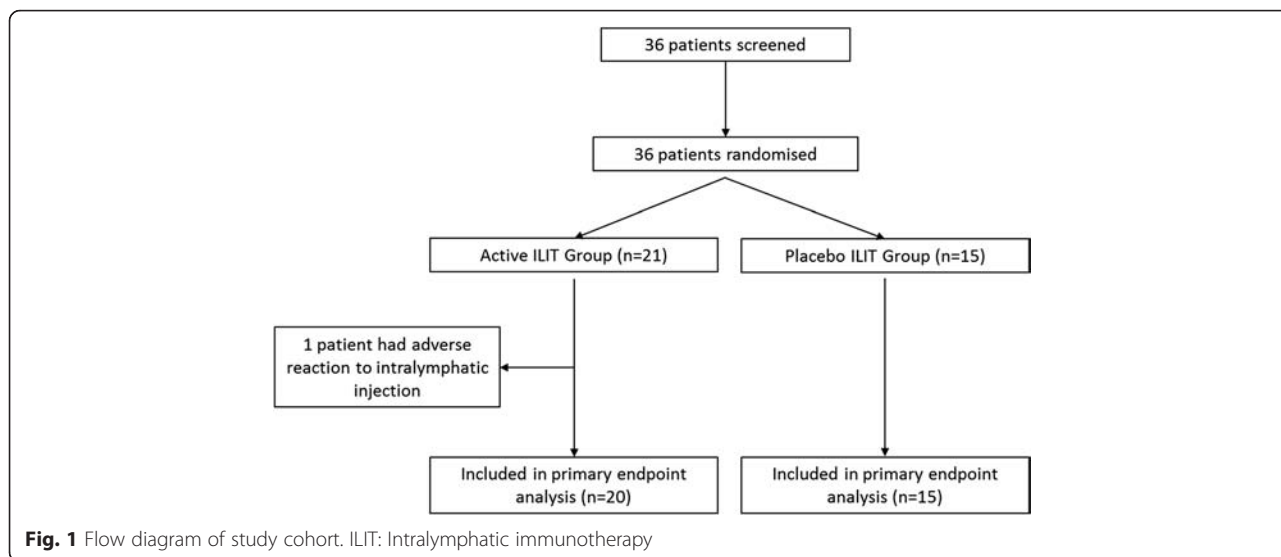 36 patients screened
36 patients randomised
Active ILIT Group (n=21)
Placebo ILIT Group (n=15)
1 patient had adverse
reaction to intralymphatic
injection
Included in primary endpoint
analysis (n=20)
Included in primary endpoint
analysis (n=15)
Fig. 1 Flow diagram of study cohort. ILIT: Intralymphatic immunotherapy